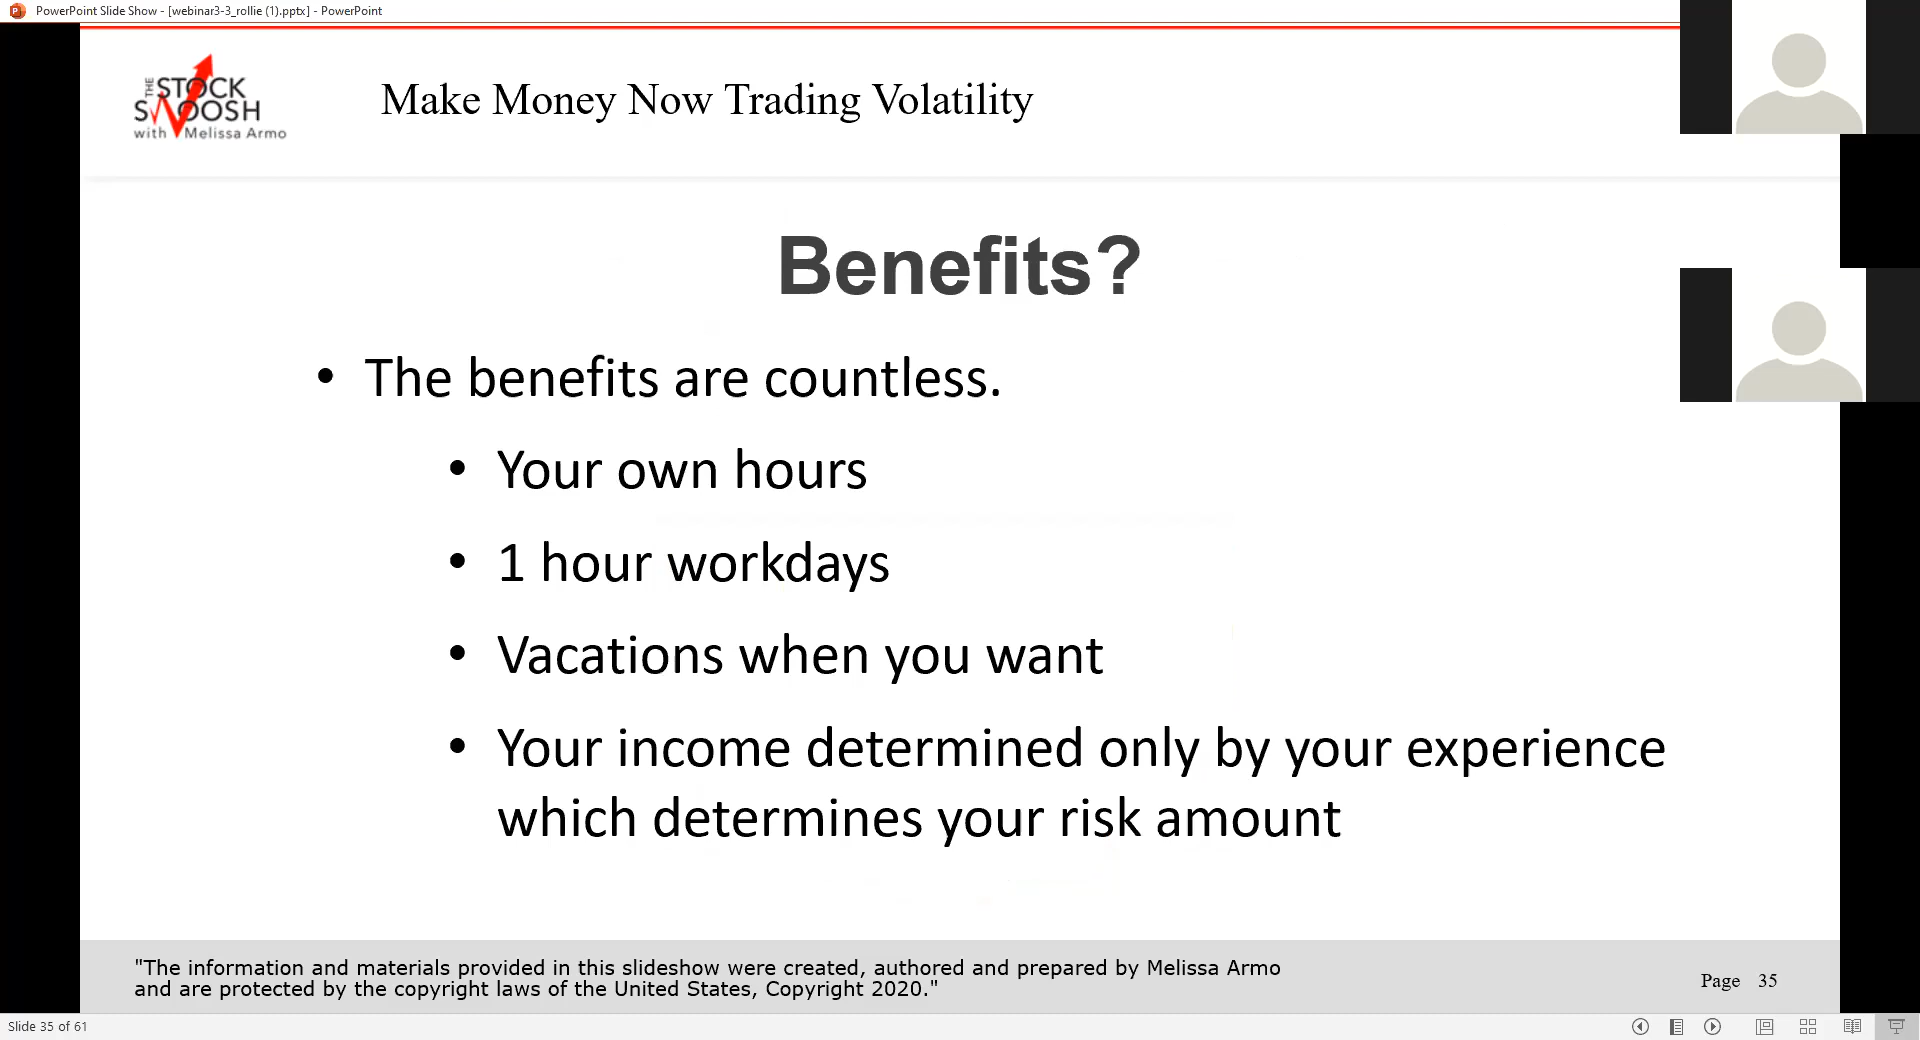 PowerPoint Slide Show - [webinar3-3_rollie (1).pptx] - PowerPoint
THE STOCK
SWOOSH
with Melissa Armo
Make Money Now Trading Volatility
Benefits?
• The benefits are countless.
• Your own hours
• 1 hour workdays
• Vacations when you want
• Your income determined only by your experience
which determines your risk amount
"The information and materials provided in this slideshow were created, authored and prepared by Melissa Armo
and are protected by the copyright laws of the United States, Copyright 2020."
Page 35
Slide 35 of 61